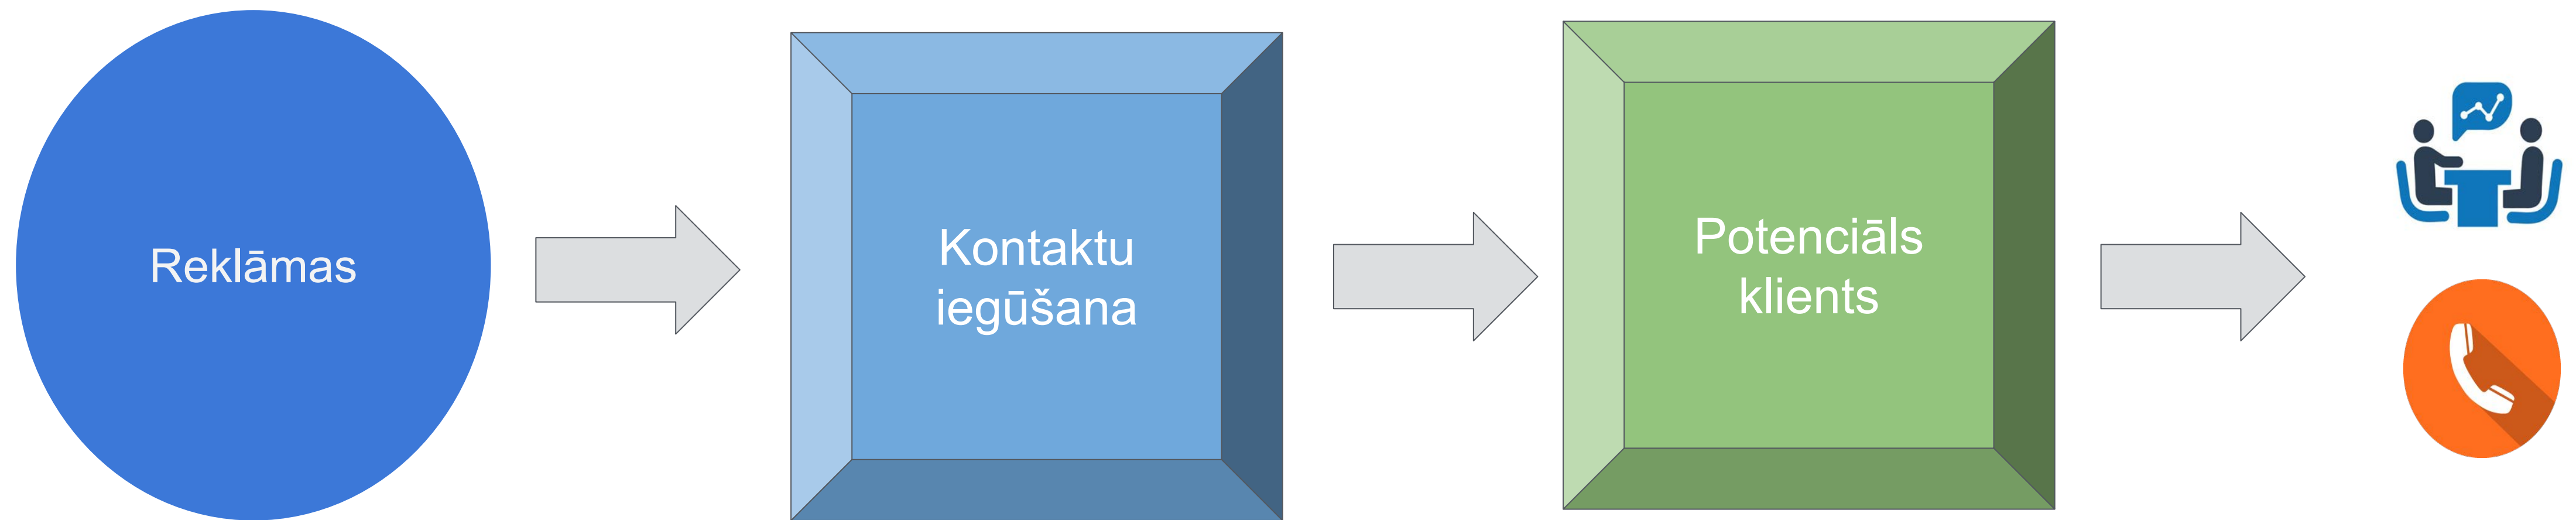 Reklāmas
Kontaktu
iegūšana
Potenciāls
klients